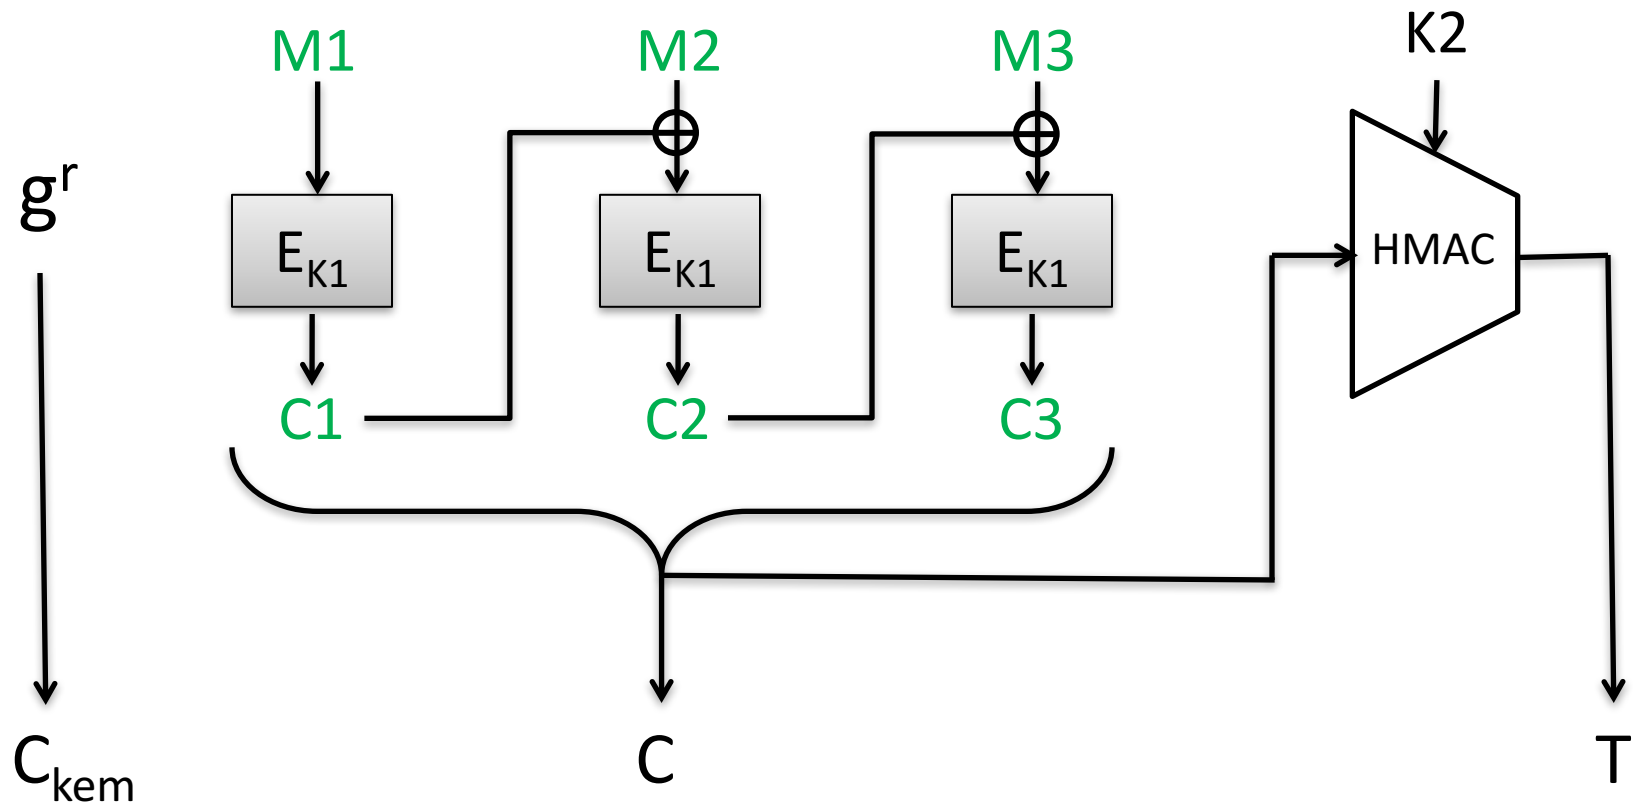 M1 M2 M3 K2
g^r
E_K1 E_K1 E_K1 HMAC
C1 C2 C3
C_kem C T